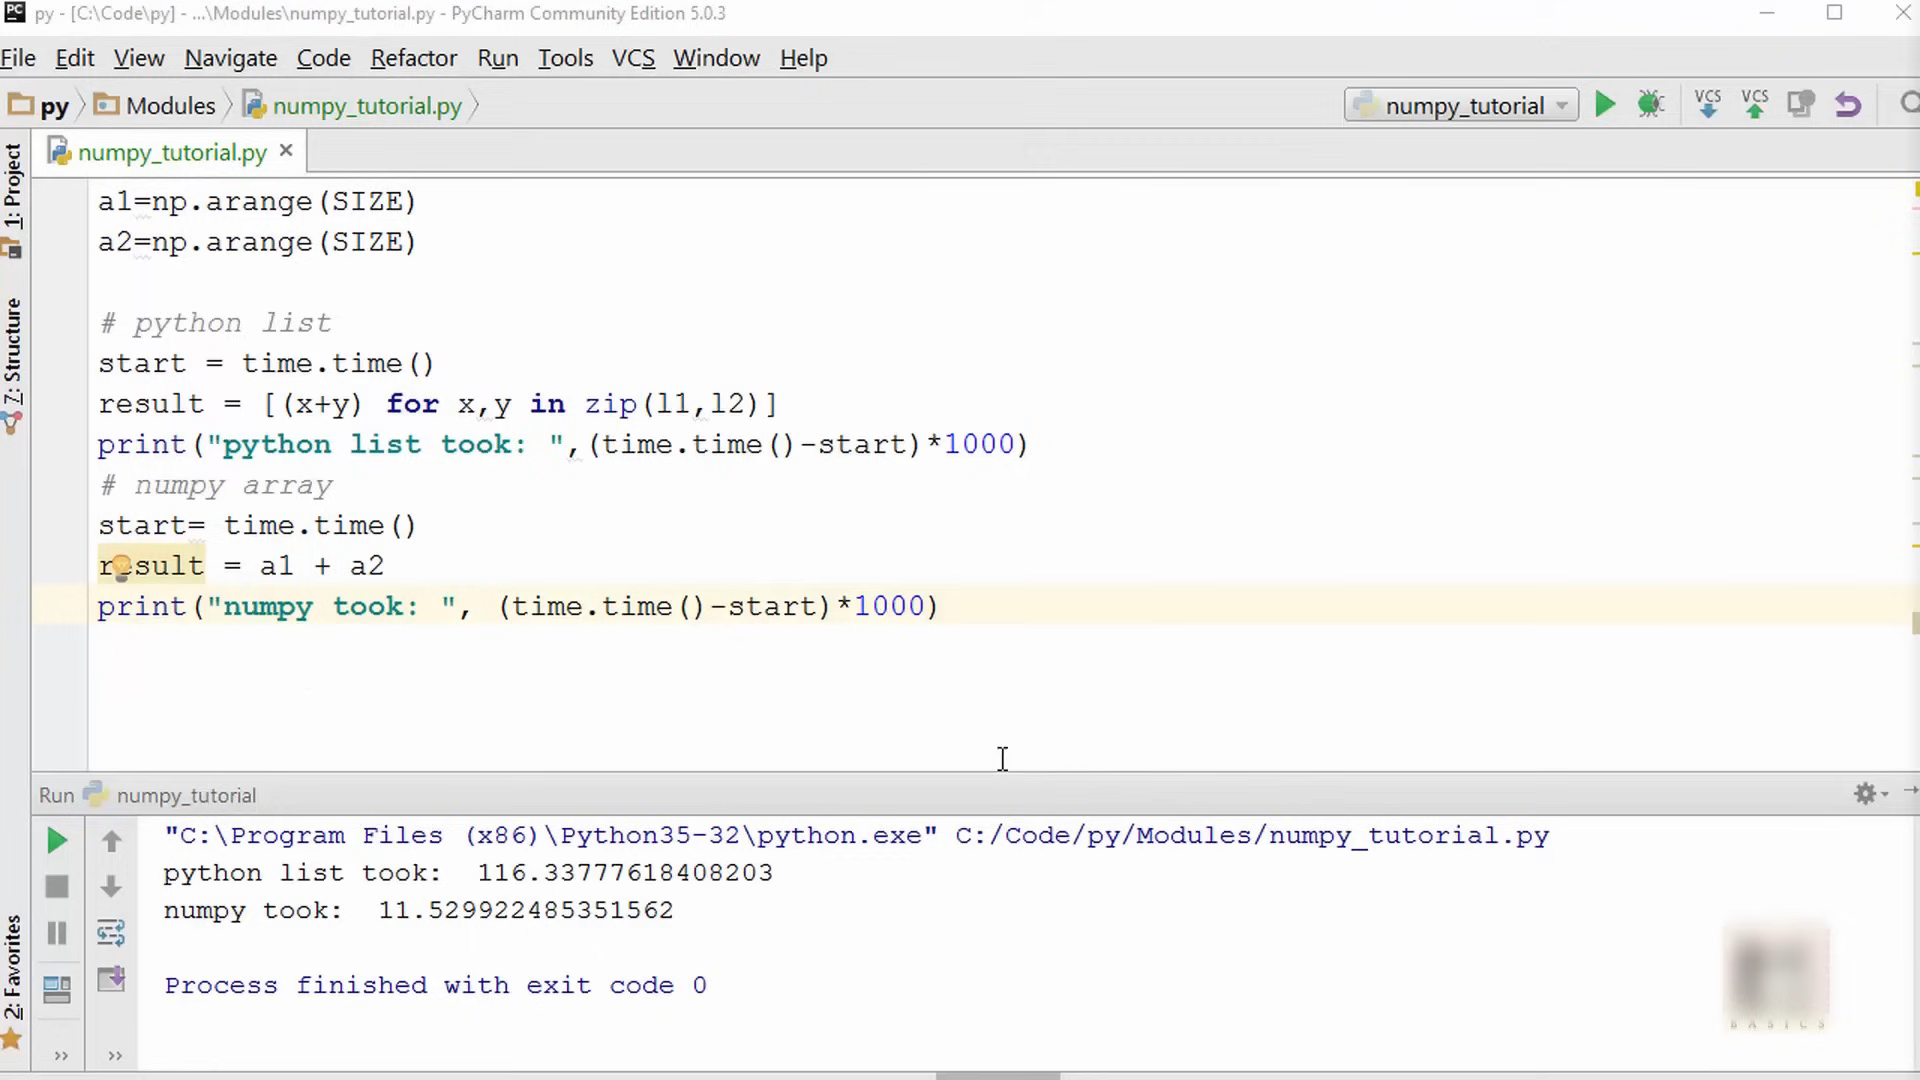 py - [C:\Code\py] - ...\Modules\numpy_tutorial.py - PyCharm Community Edition 5.0.3
File Edit View Navigate Code Refactor Run Tools VCS Window Help
py Modules numpy_tutorial.py numpy_tutorial VCS VCS
numpy_tutorial.py
1: Project
7: Structure
2: Favorites
a1=np.arange(SIZE)
a2=np.arange(SIZE)
# python list
start = time.time()
result = [(x+y) for x,y in zip(l1,l2)]
print("python list took: ",(time.time()-start)*1000)
# numpy array
start= time.time()
result = a1 + a2
print("numpy took: ", (time.time()-start)*1000)
Run numpy_tutorial
"C:\Program Files (x86)\Python35-32\python.exe" C:/Code/py/Modules/numpy_tutorial.py
python list took:  116.33777618408203
numpy took:  11.529922485351562
Process finished with exit code 0
BASICS